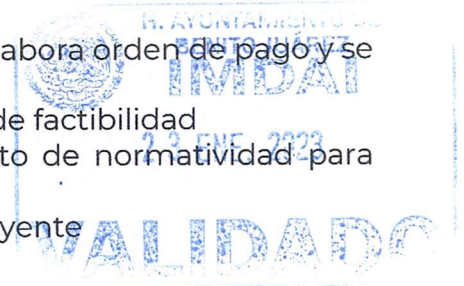 H. AYUNTAMIENTO DE
BENITO JUÁREZ
IMDAI
23 ENE. 2023
VALIDADO
abora orden de pago y se
de factibilidad
to de normatividad para
yente